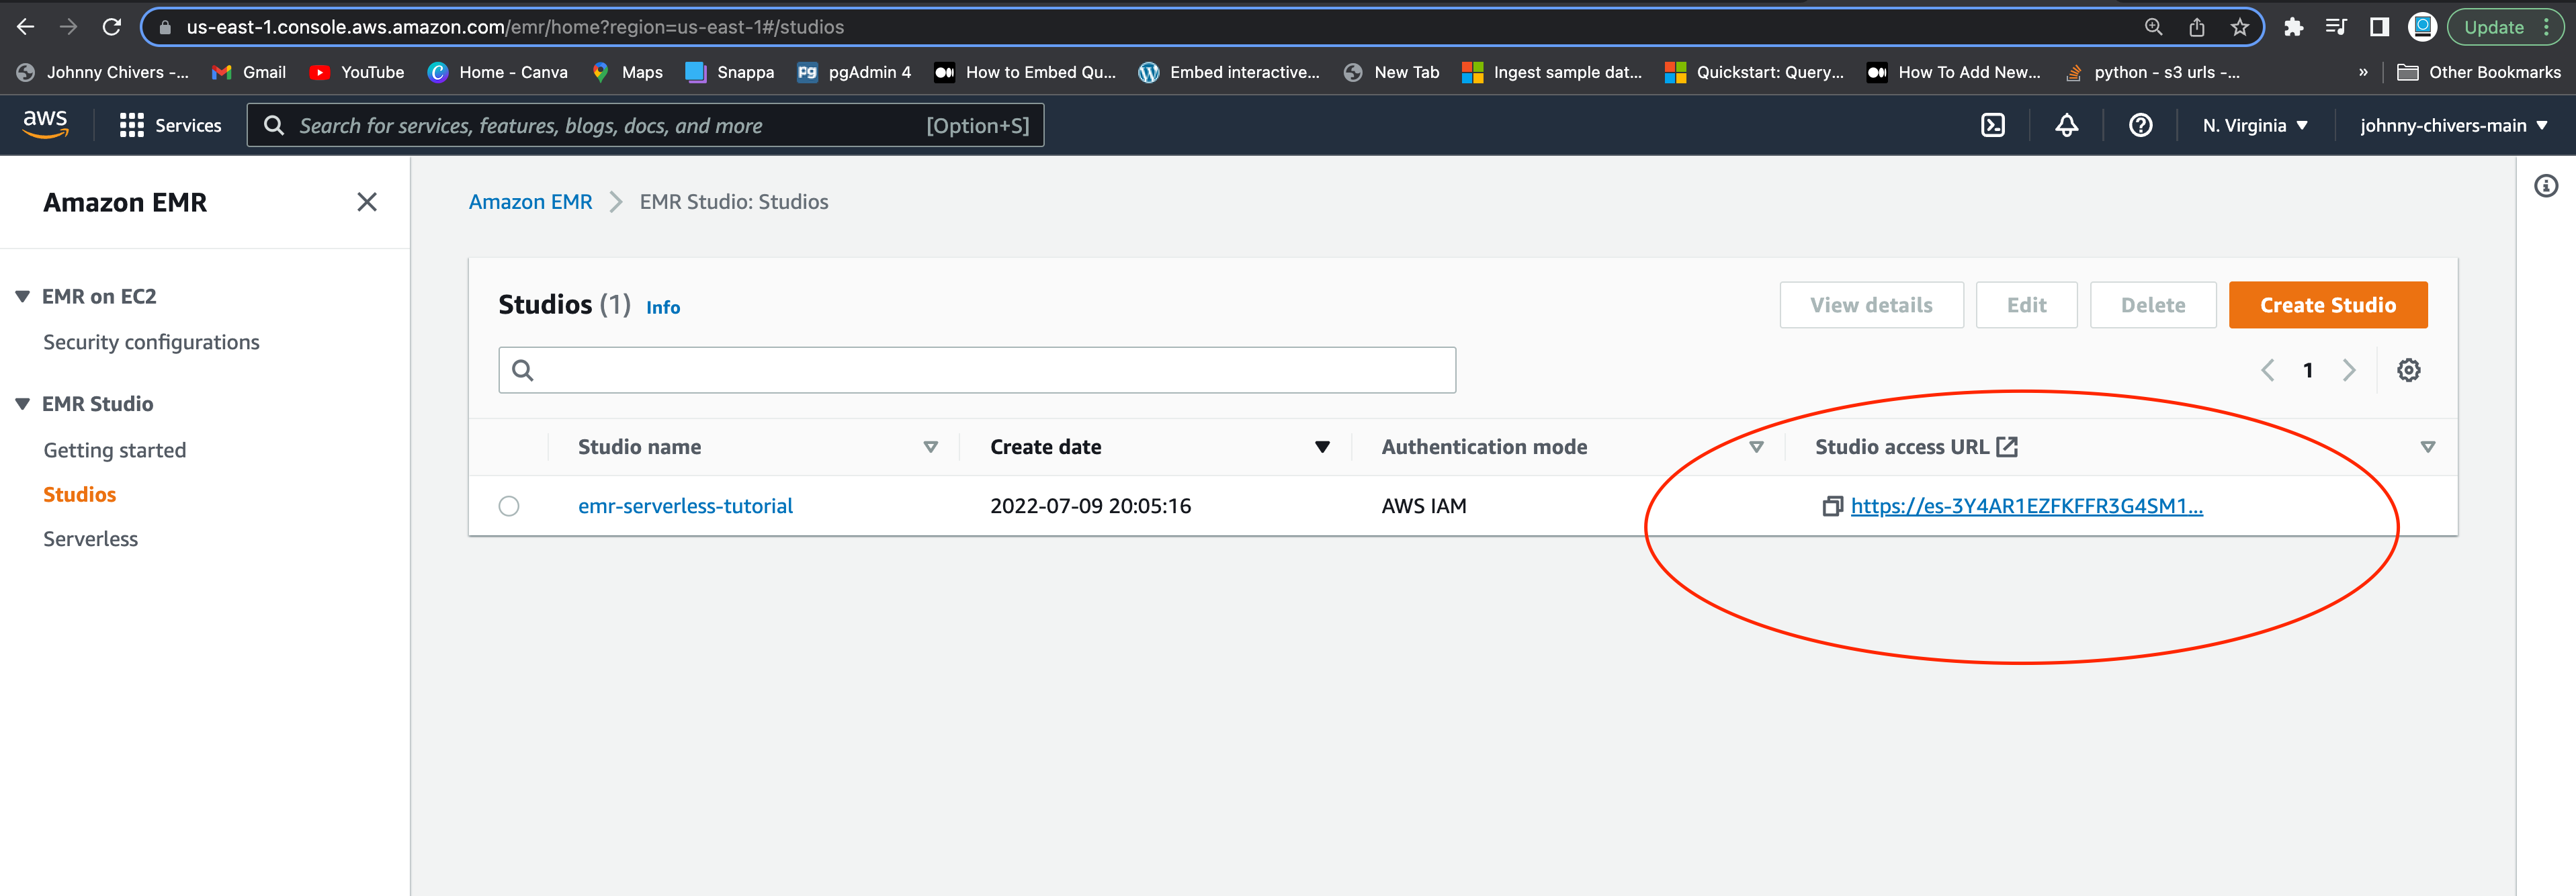 us-east-1.console.aws.amazon.com/emr/home?region=us-east-1#/studios
Update
Johnny Chivers -...
Gmail
YouTube
Home - Canva
Maps
Snappa
pgAdmin 4
How to Embed Qu...
Embed interactive...
New Tab
Ingest sample dat...
Quickstart: Query...
How To Add New...
python - s3 urls -...
»
Other Bookmarks
aws
Services
Search for services, features, blogs, docs, and more
[Option+S]
N. Virginia
johnny-chivers-main
Amazon EMR
EMR on EC2
Security configurations
EMR Studio
Getting started
Studios
Serverless
Amazon EMR
EMR Studio: Studios
Studios (1) Info
View details
Edit
Delete
Create Studio
1
Studio name
Create date
Authentication mode
Studio access URL
emr-serverless-tutorial
2022-07-09 20:05:16
AWS IAM
https://es-3Y4AR1EZFKFFR3G4SM1...